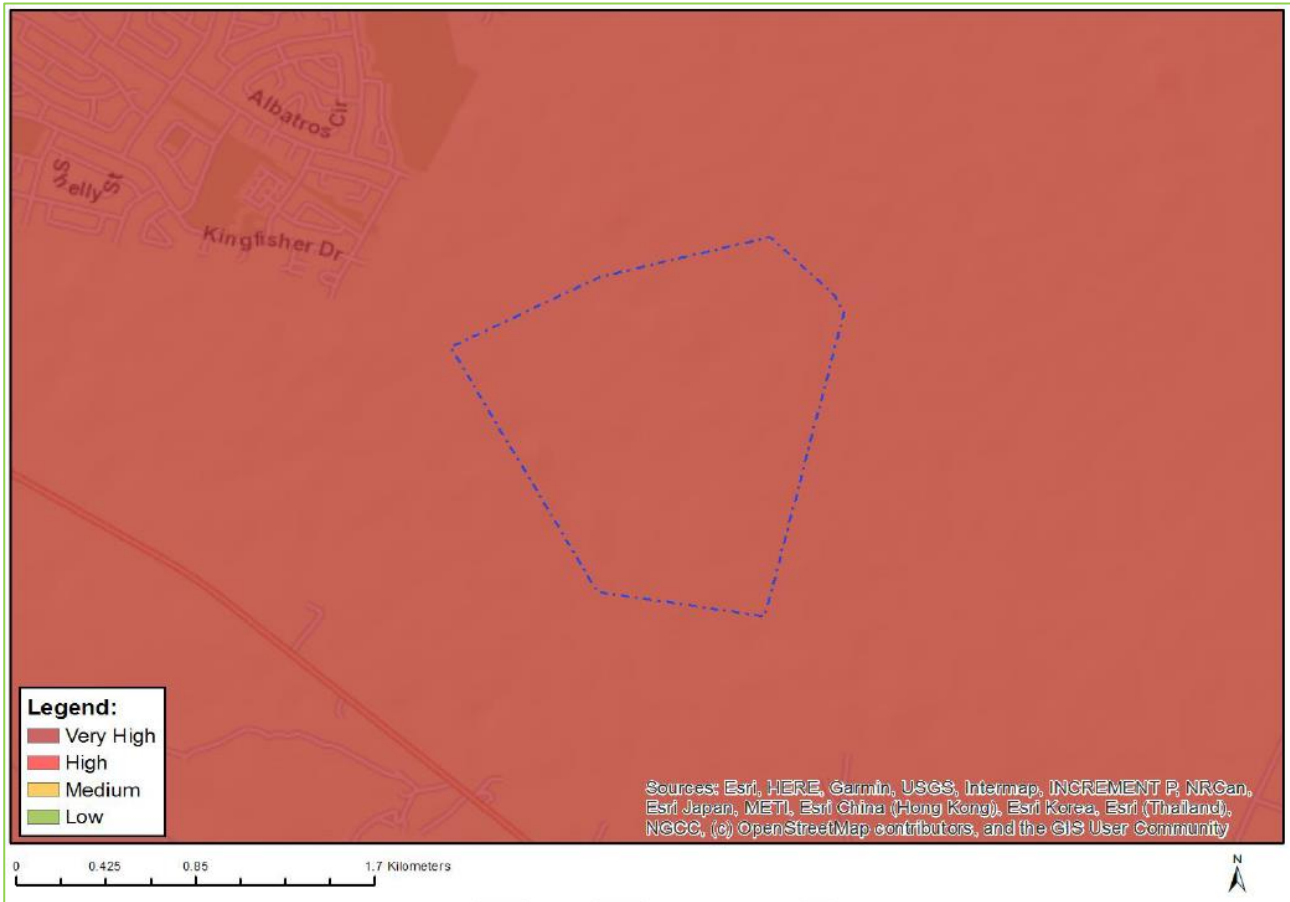 Albatros Cir
Snelly St
Kingfisher Dr
Legend:
Very High
High
Medium
Low
Sources: Esri, HERE, Garmin, USGS, Intermap, INCREMENT P, NRCan,
Esri Japan, METI, Esri China (Hong Kong), Esri Korea, Esri (Thailand),
NGCC, (c) OpenStreetMap contributors, and the GIS User Community
0 0.425 0.85 1.7 Kilometers
N